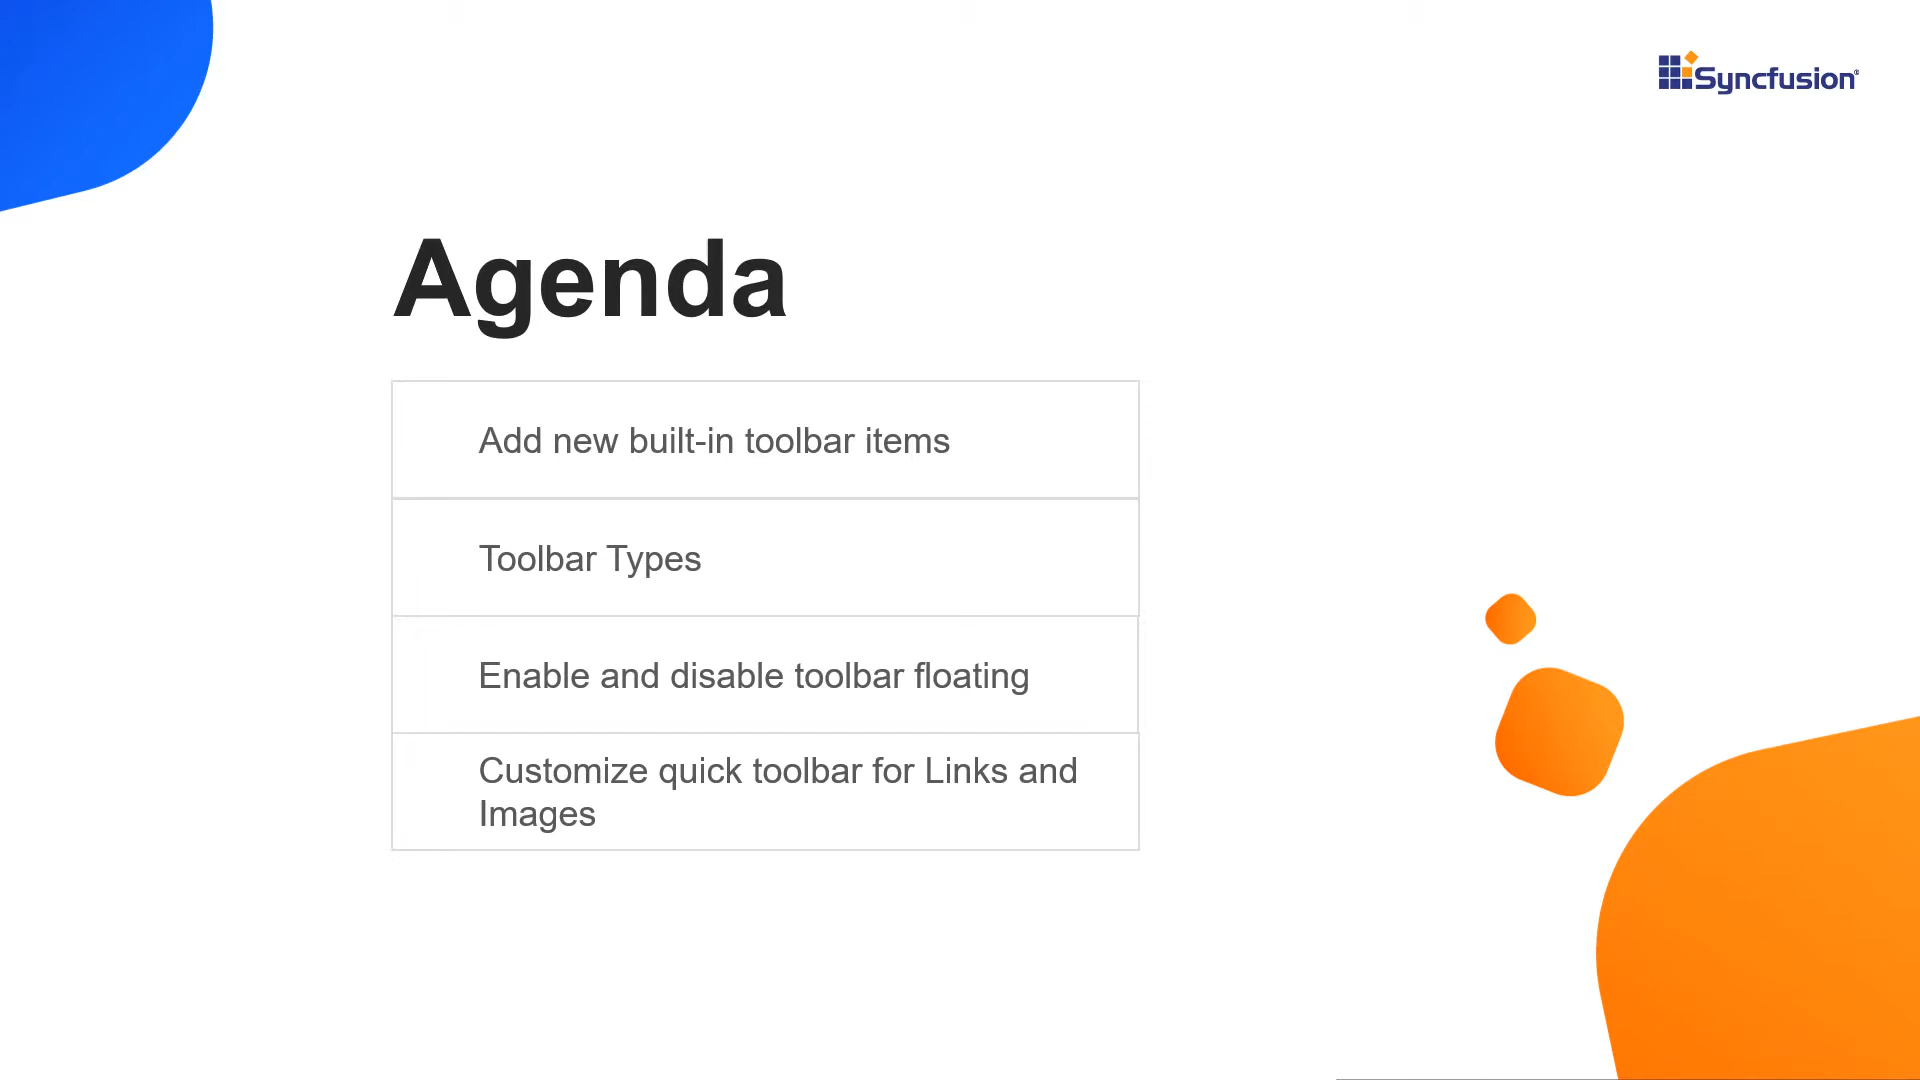 Syncfusion®
Agenda
Add new built-in toolbar items
Toolbar Types
Enable and disable toolbar floating
Customize quick toolbar for Links and
Images